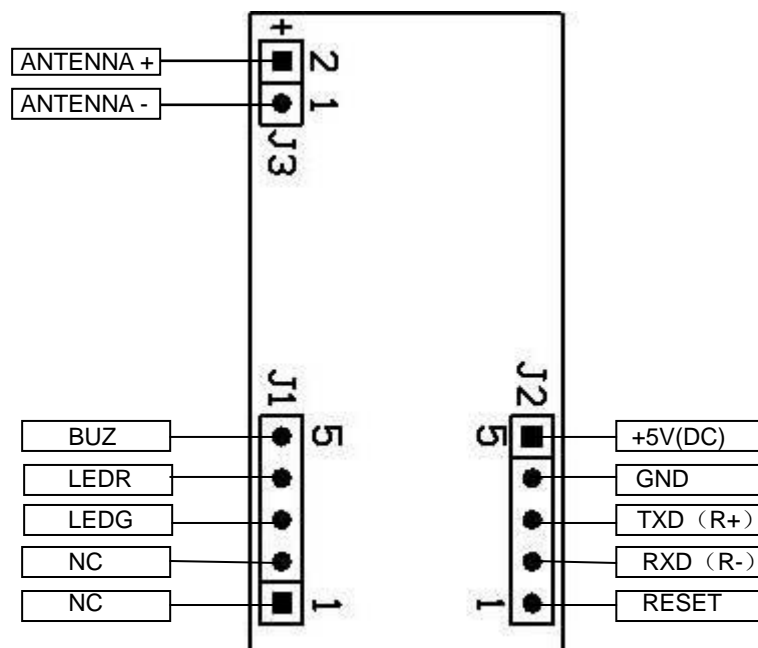 +
ANTENNA + 2
ANTENNA - 1
J3
J1
J2
BUZ 5
LEDR
LEDG
NC
NC 1
5 +5V(DC)
GND
TXD（R+）
RXD（R-）
1 RESET